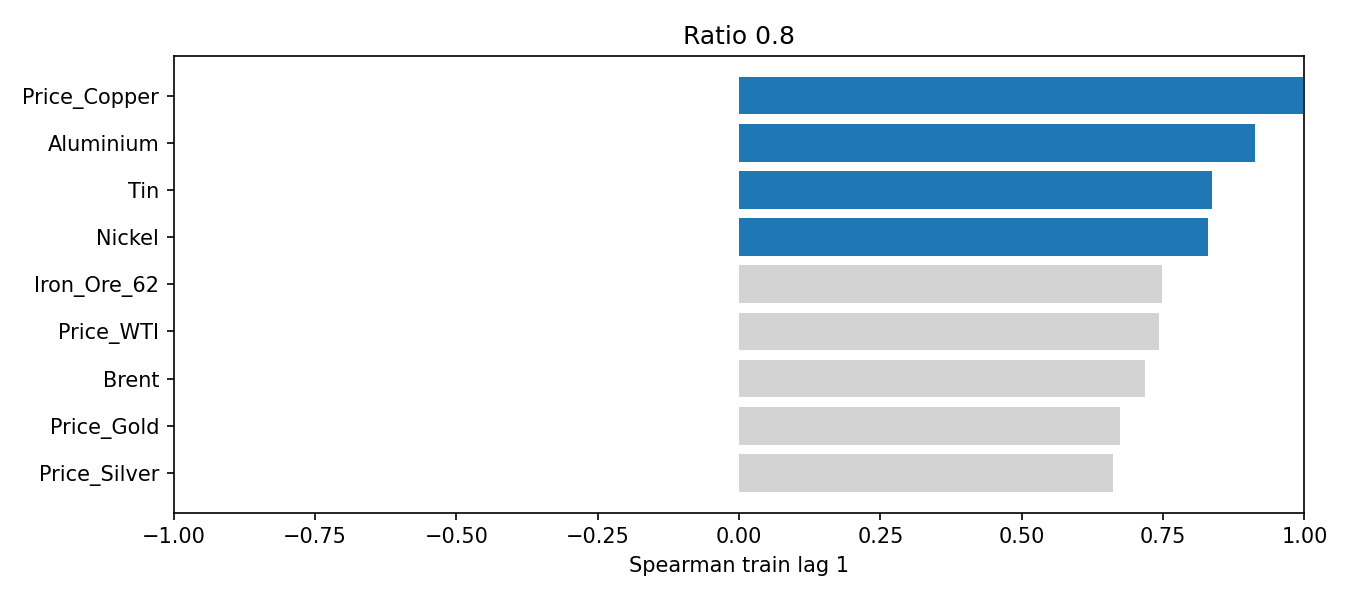 Ratio 0.8
Price_Copper
Aluminium
Tin
Nickel
Iron_Ore_62
Price_WTI
Brent
Price_Gold
Price_Silver
−1.00 −0.75 −0.50 −0.25 0.00 0.25 0.50 0.75 1.00
Spearman train lag 1